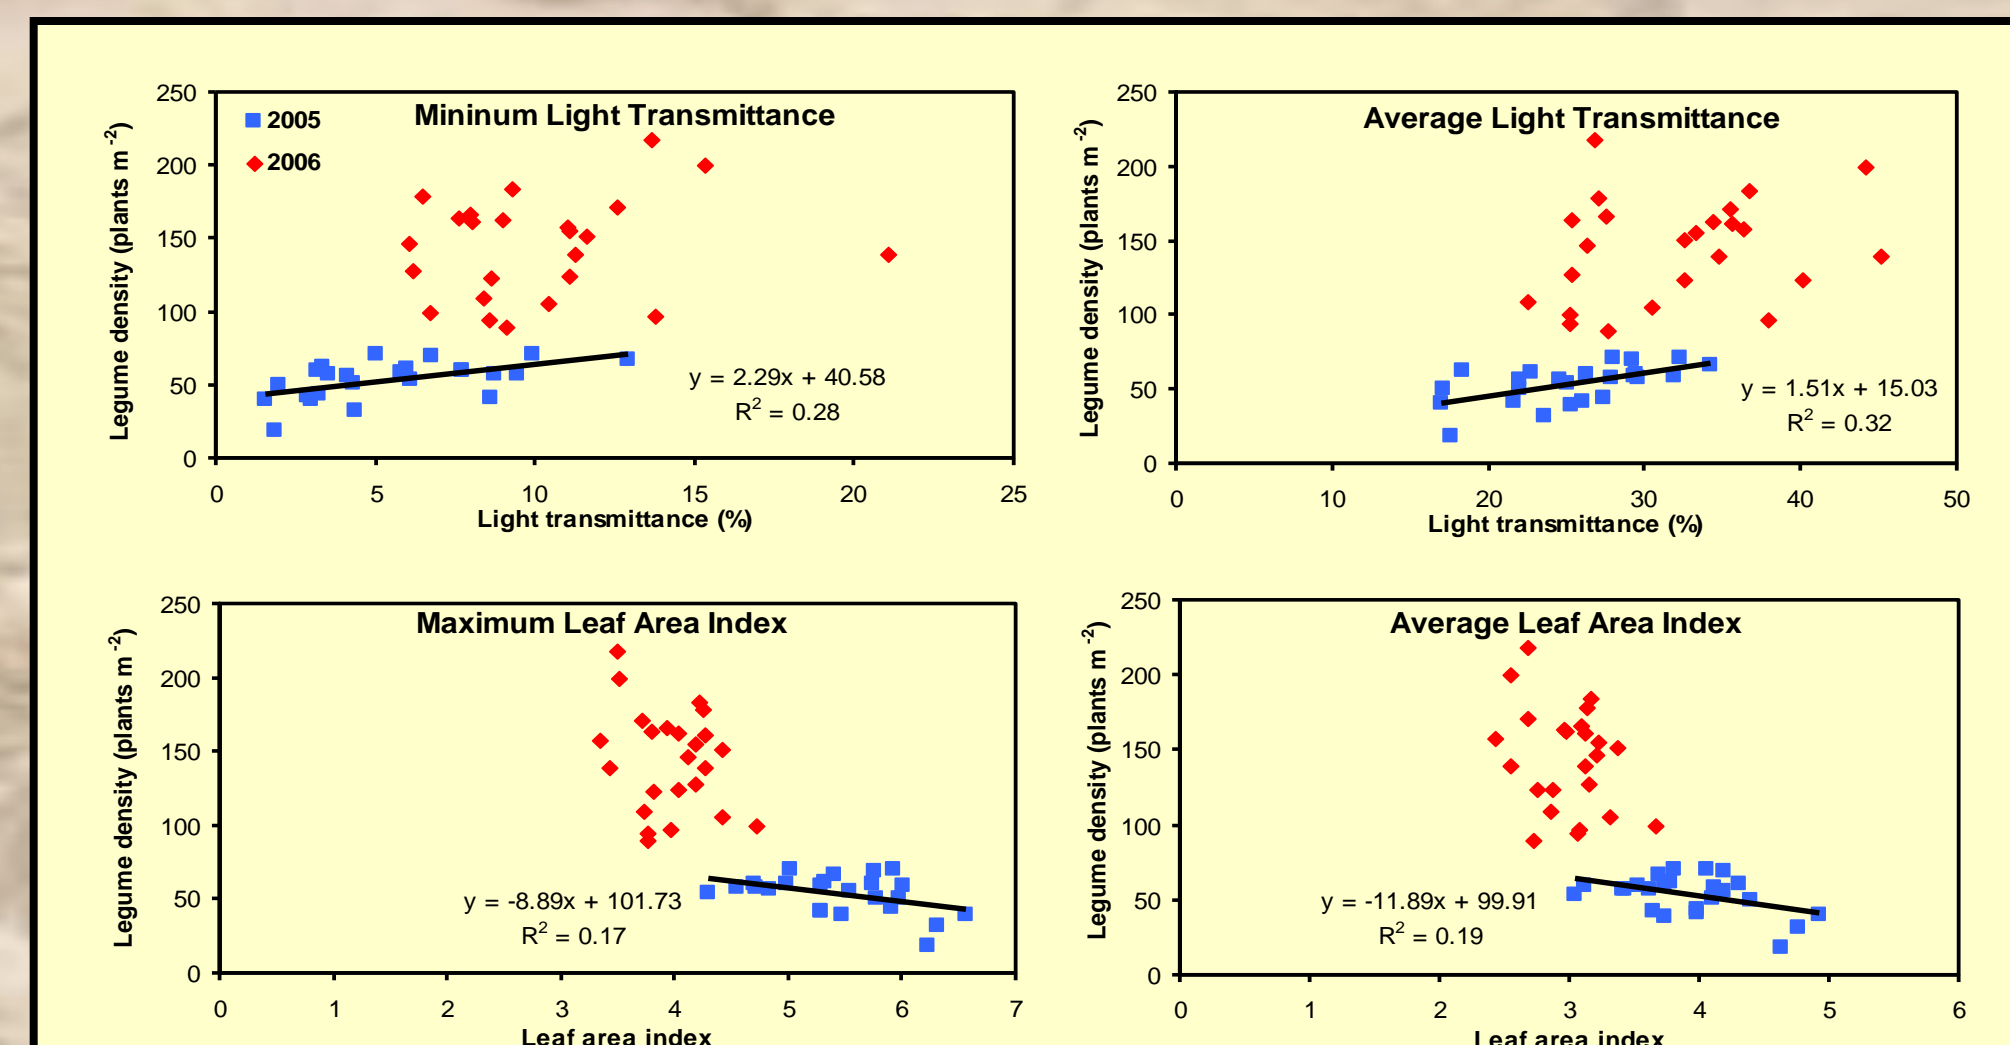 Mininum Light Transmittance
2005
2006
Legume density (plants m-2)
250
200
150
100
50
0
0 5 10 15 20 25
Light transmittance (%)
y = 2.29x + 40.58
R2 = 0.28
Average Light Transmittance
Legume density (plants m-2)
250
200
150
100
50
0
0 10 20 30 40 50
Light transmittance (%)
y = 1.51x + 15.03
R2 = 0.32
Maximum Leaf Area Index
Legume density (plants m-2)
250
200
150
100
50
0
0 1 2 3 4 5 6 7
Leaf area index
y = -8.89x + 101.73
R2 = 0.17
Average Leaf Area Index
Legume density (plants m-2)
250
200
150
100
50
0
0 1 2 3 4 5 6
Leaf area index
y = -11.89x + 99.91
R2 = 0.19